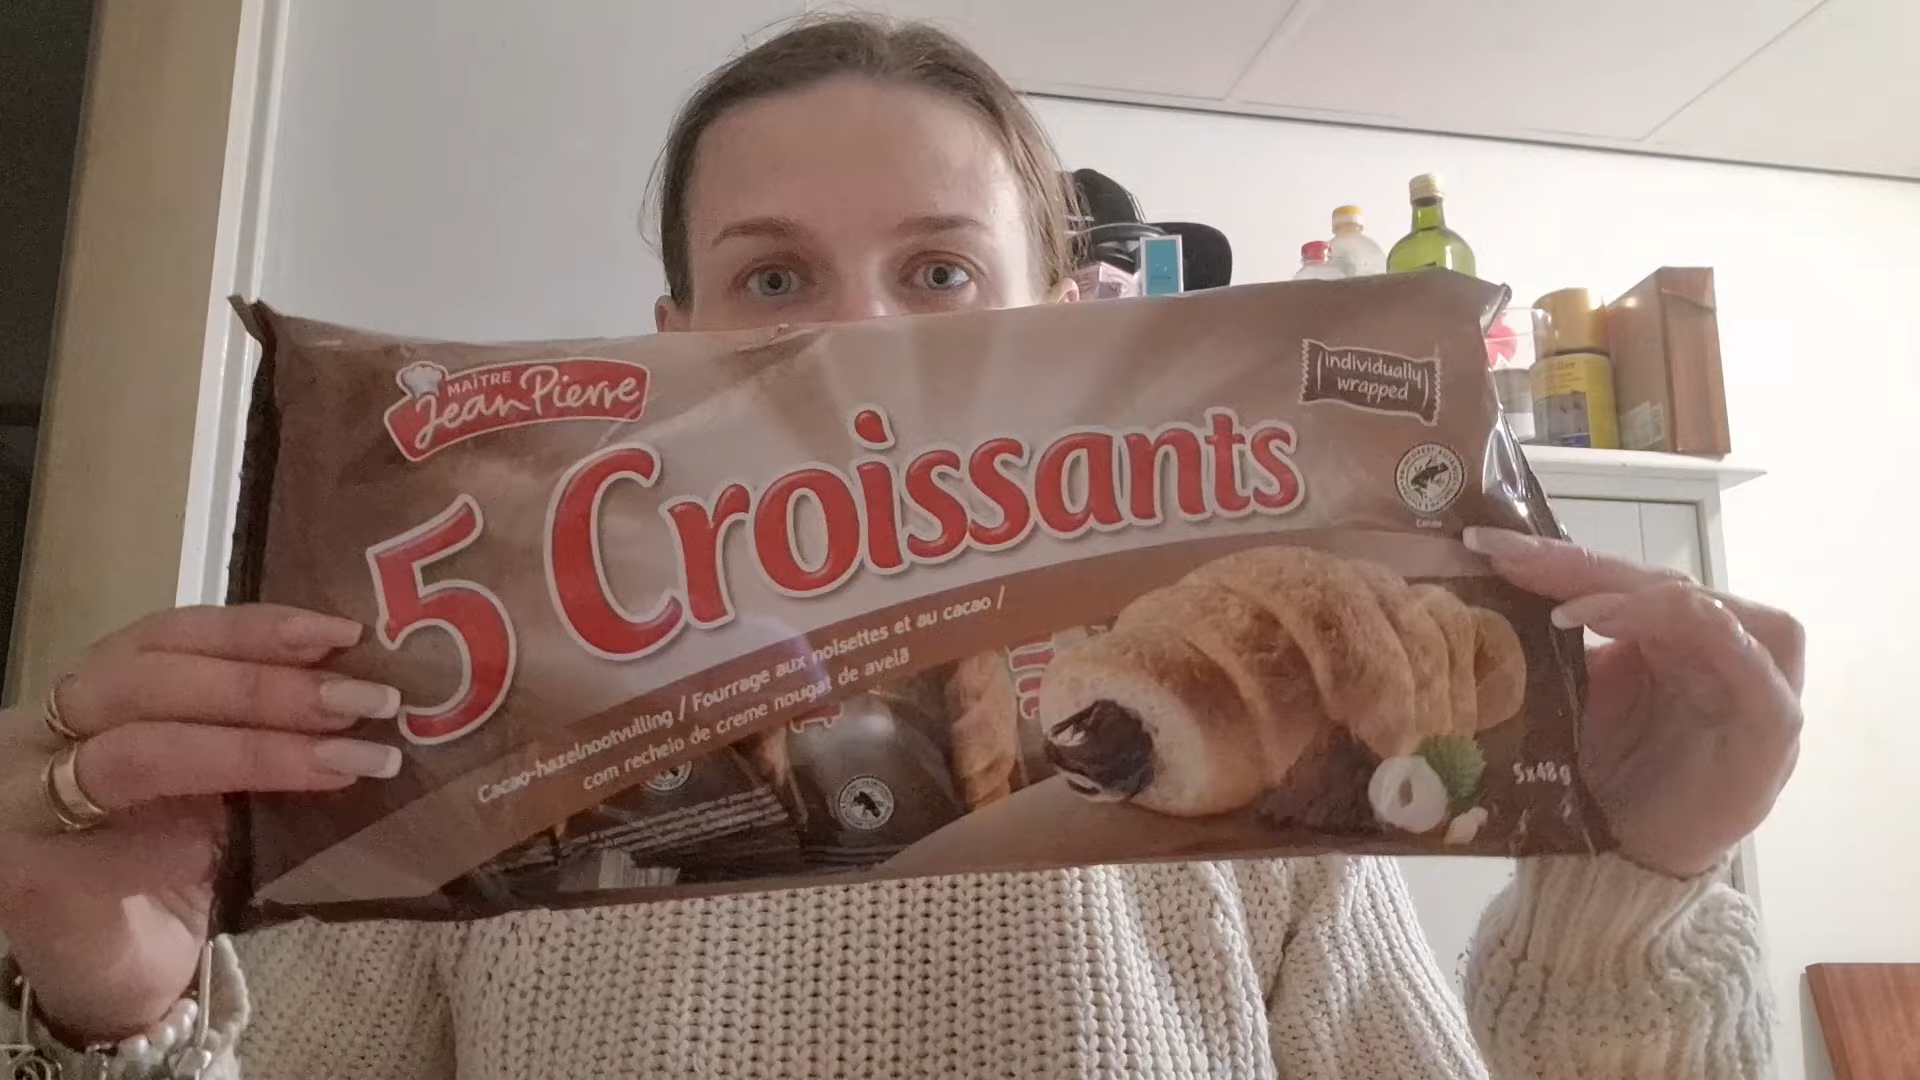 MAÎTRE
Jean Pierre
individually
wrapped
5 Croissants
Cacao
Cacao-hazelnootvulling / Fourrage aux noisettes et au cacao /
com recheio de creme nougat de avelã
5x48g